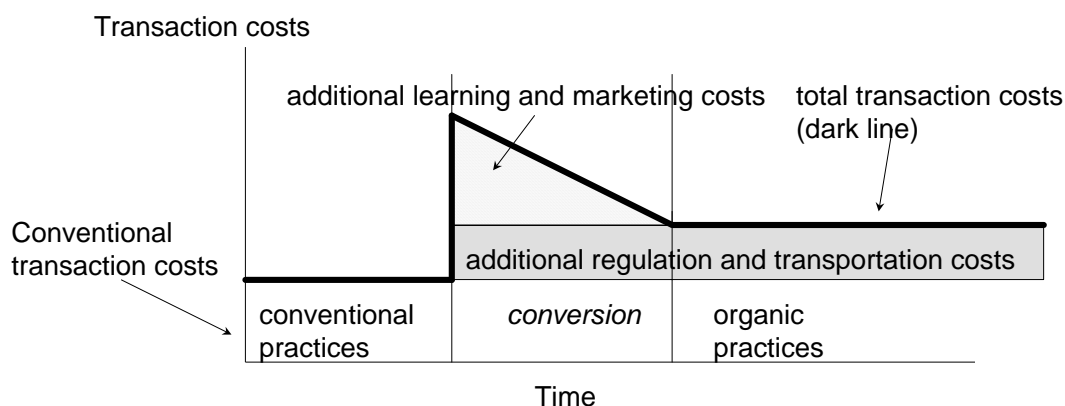 Transaction costs
additional learning and marketing costs
total transaction costs
(dark line)
Conventional
transaction costs
additional regulation and transportation costs
conventional
practices
conversion
organic
practices
Time